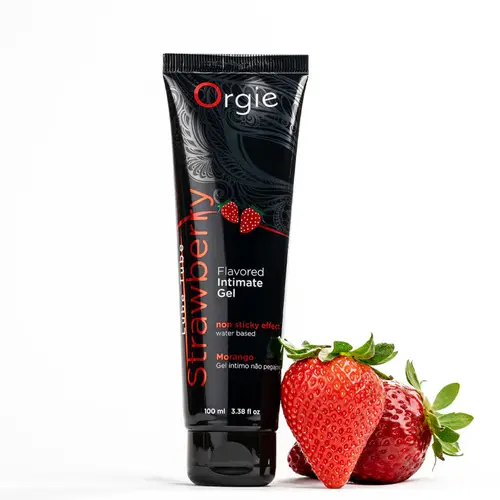 Orgie
Lube Tube
Strawberry
Flavored
Intimate
Gel
non sticky effect
water based
Morango
Gel íntimo não pegajoso
100 ml 3.38 fl oz